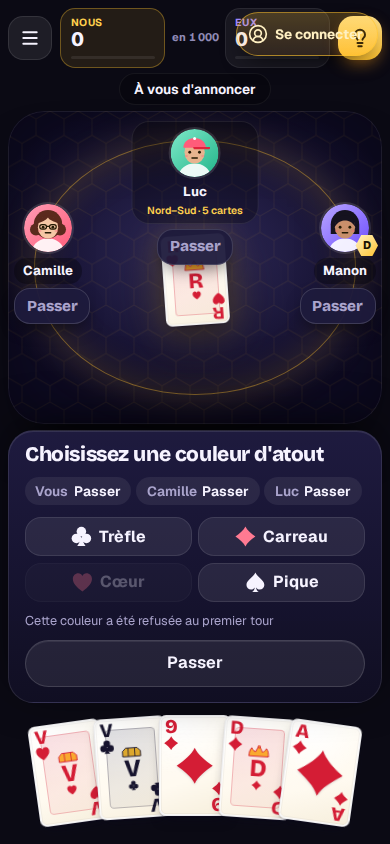 NOUS
0
en 1 000
EUX
0
Se connecter
À vous d'annoncer
Luc
Nord–Sud · 5 cartes
Passer
Camille
Passer
D
Manon
Passer
R
R
Choisissez une couleur d'atout
Vous Passer
Camille Passer
Luc Passer
Trèfle
Carreau
Cœur
Pique
Cette couleur a été refusée au premier tour
Passer
V
V
V
V
V
V
9
9
D
D
D
A
A